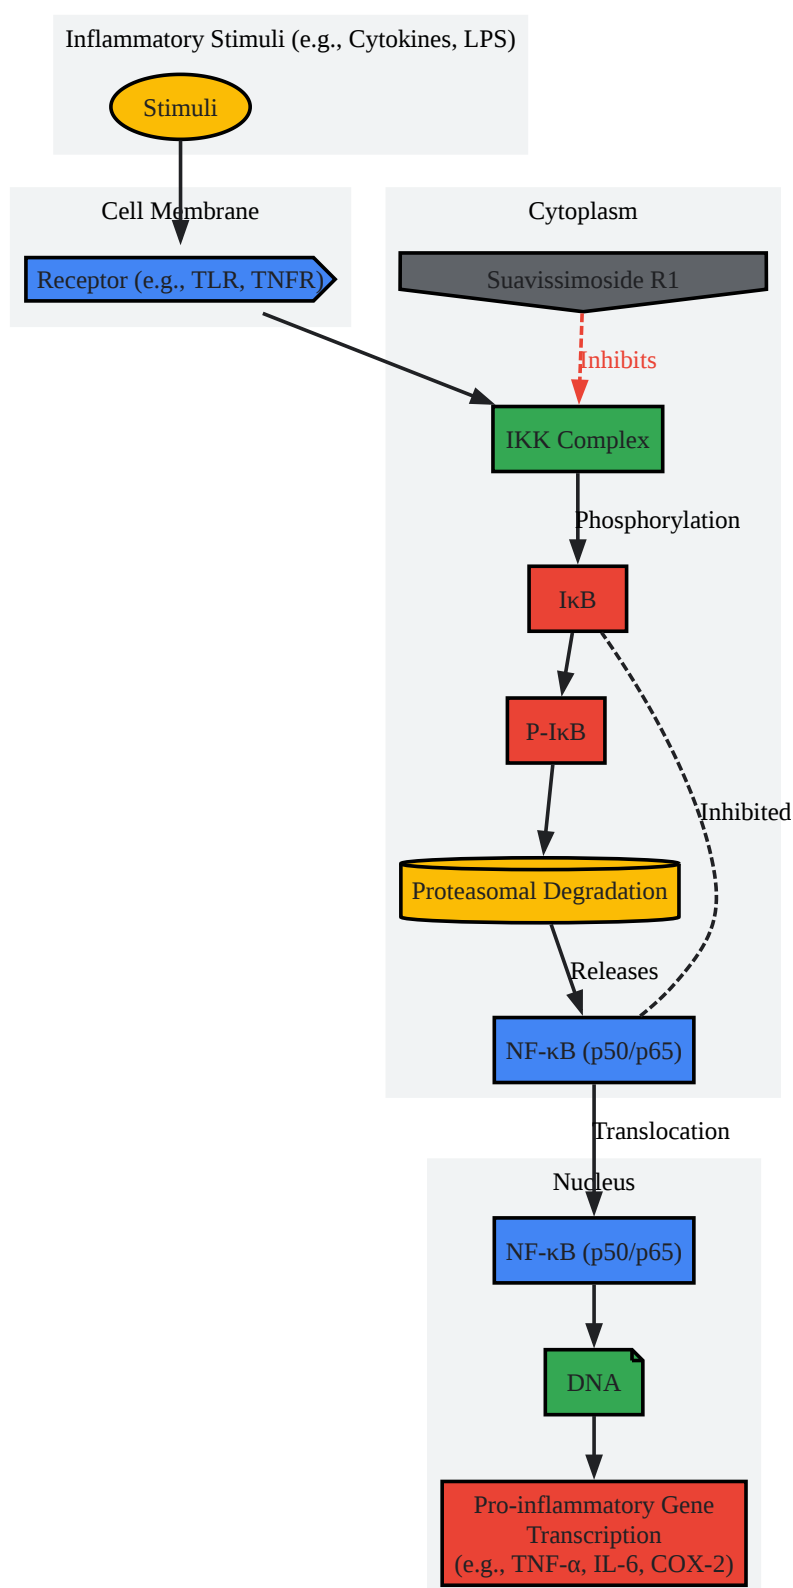 Inflammatory Stimuli (e.g., Cytokines, LPS)
Stimuli
Cell Membrane
Receptor (e.g., TLR, TNFR)
Cytoplasm
Suavissimoside R1
Inhibits
IKK Complex
Phosphorylation
IκB
P-IκB
Inhibited
Proteasomal Degradation
Releases
NF-κB (p50/p65)
Translocation
Nucleus
NF-κB (p50/p65)
DNA
Pro-inflammatory Gene
Transcription
(e.g., TNF-α, IL-6, COX-2)